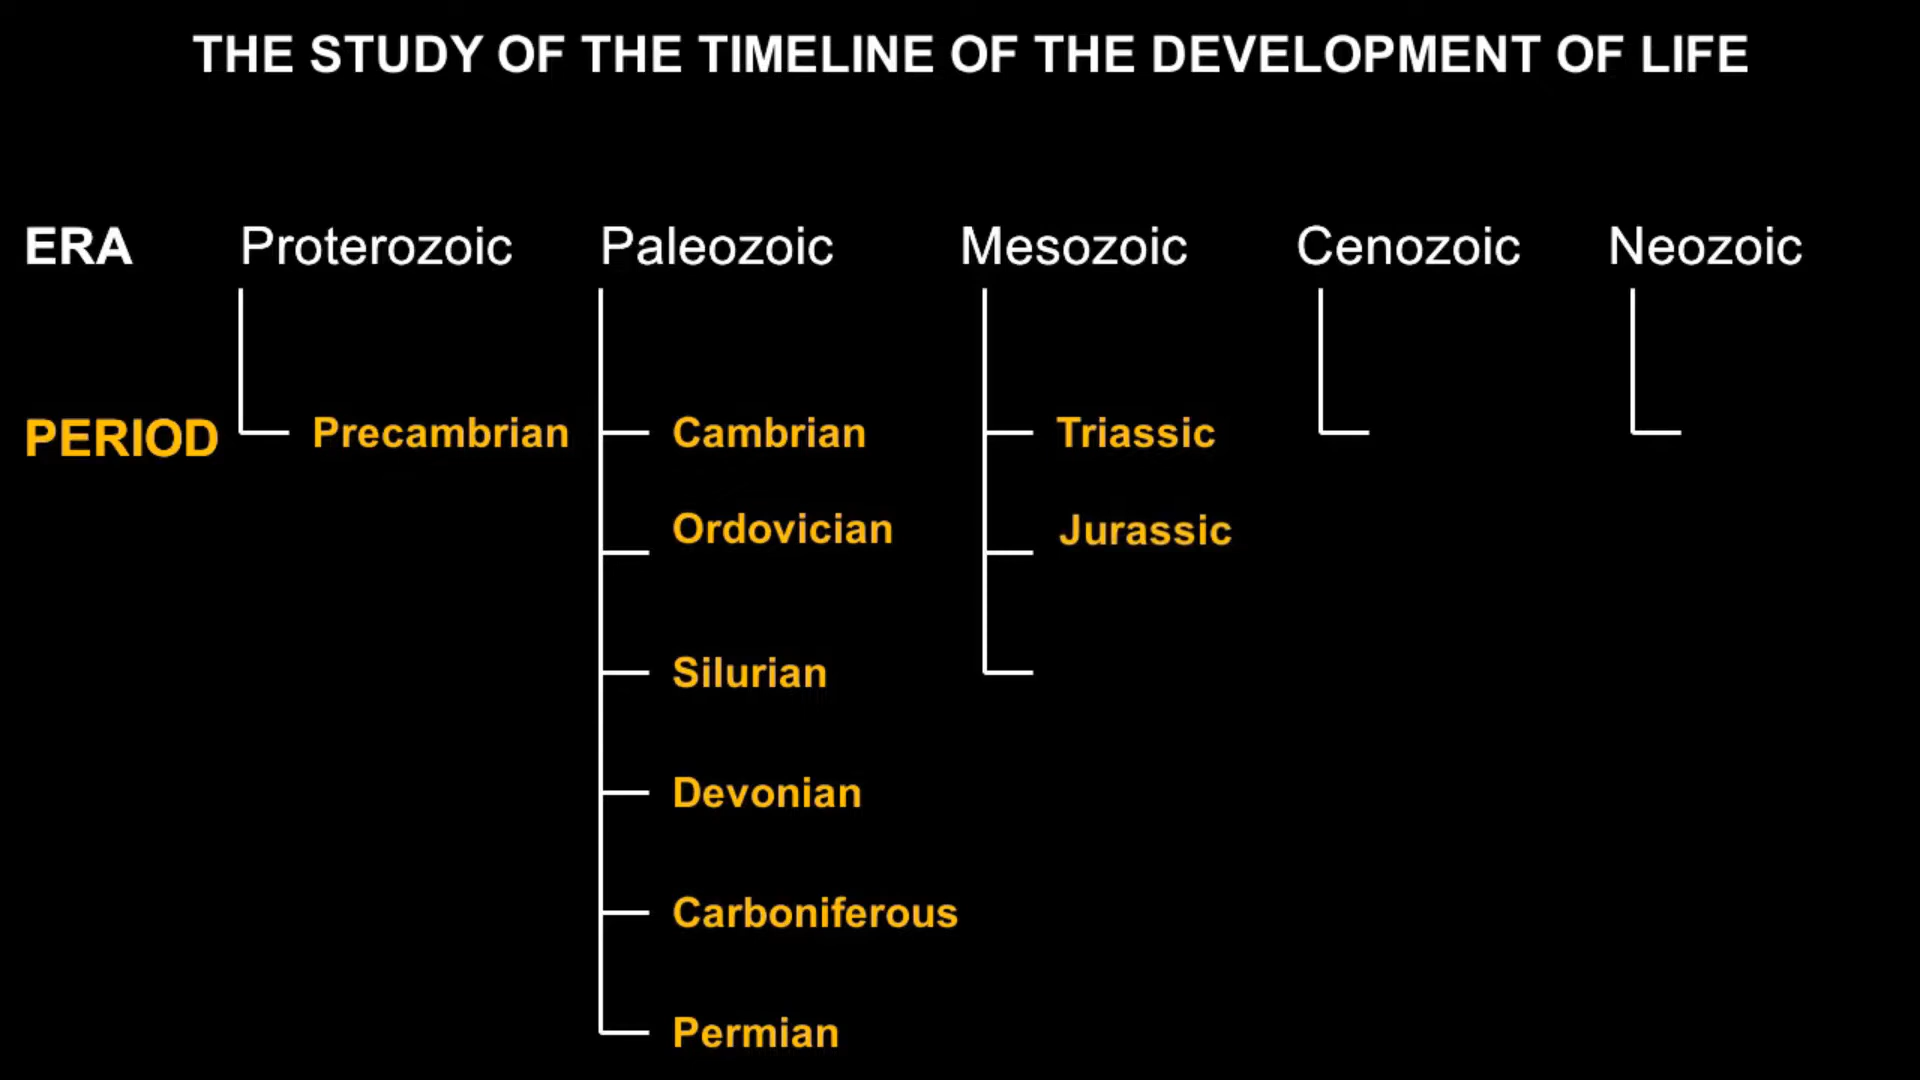 THE STUDY OF THE TIMELINE OF THE DEVELOPMENT OF LIFE
ERA Proterozoic Paleozoic Mesozoic Cenozoic Neozoic
PERIOD Precambrian Cambrian Triassic
Ordovician Jurassic
Silurian
Devonian
Carboniferous
Permian